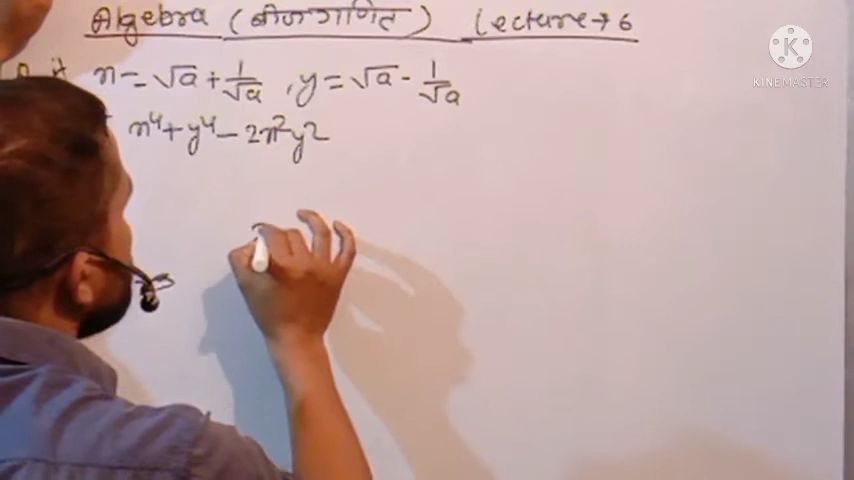 Algebra (बीजगणित) Lecture→6
x = √a + 1/√a , y = √a - 1/√a
x⁴ + y⁴ - 2x²y²
K
KINEMASTER